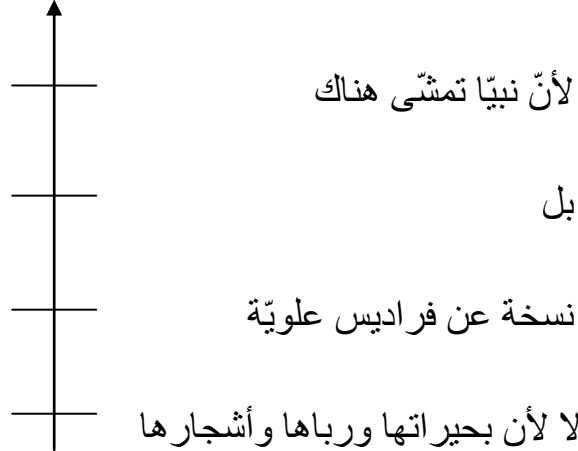 لأنّ نبيّا تمشّى هناك
بل
نسخة عن فراديس علويّة
لا لأن بحيراتها ورباها وأشجارها